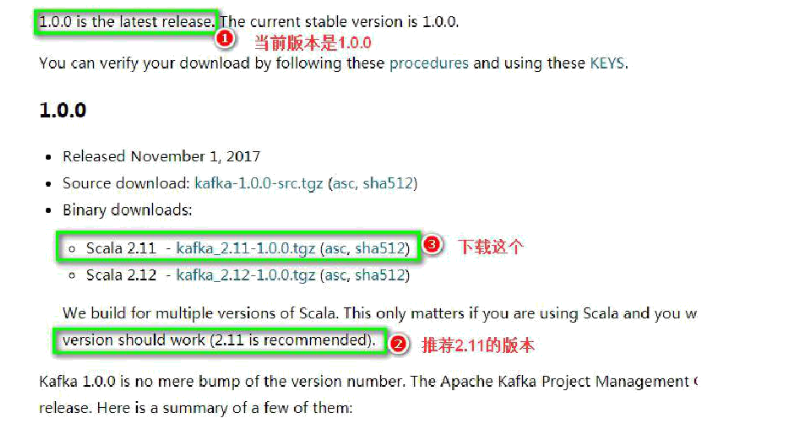 1.0.0 is the latest release. The current stable version is 1.0.0.
1 当前版本是1.0.0
You can verify your download by following these procedures and using these KEYS.
1.0.0
• Released November 1, 2017
• Source download: kafka-1.0.0-src.tgz (asc, sha512)
• Binary downloads:
◦ Scala 2.11 - kafka_2.11-1.0.0.tgz (asc, sha512) 3 下载这个
◦ Scala 2.12 - kafka_2.12-1.0.0.tgz (asc, sha512)
We build for multiple versions of Scala. This only matters if you are using Scala and you w
version should work (2.11 is recommended). 2 推荐2.11的版本
Kafka 1.0.0 is no mere bump of the version number. The Apache Kafka Project Management
release. Here is a summary of a few of them: